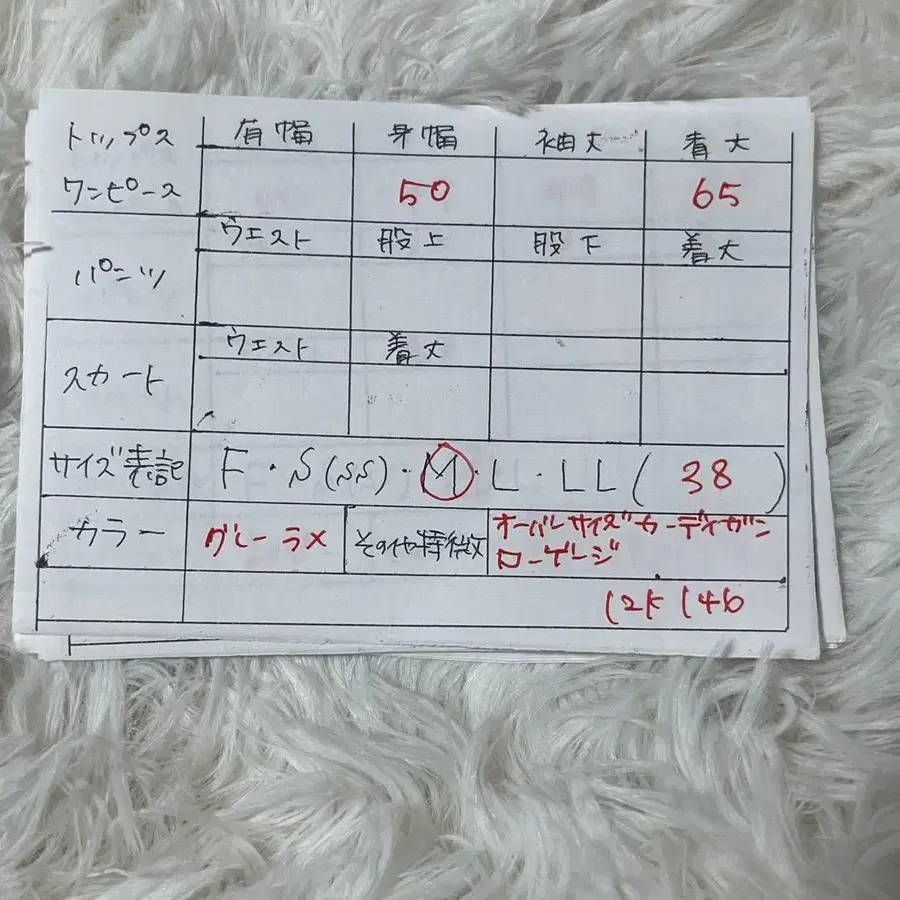 トップス 肩幅 身幅 袖丈 着丈
ワンピース 50 65
パンツ ウエスト 股上 股下 着丈
スカート ウエスト 着丈
サイズ表記 F・S(SS)・M・L・LL( 38 )
カラー グレーラメ その他特徴 オーバーサイズカーディガン
ローゲージ
12K146